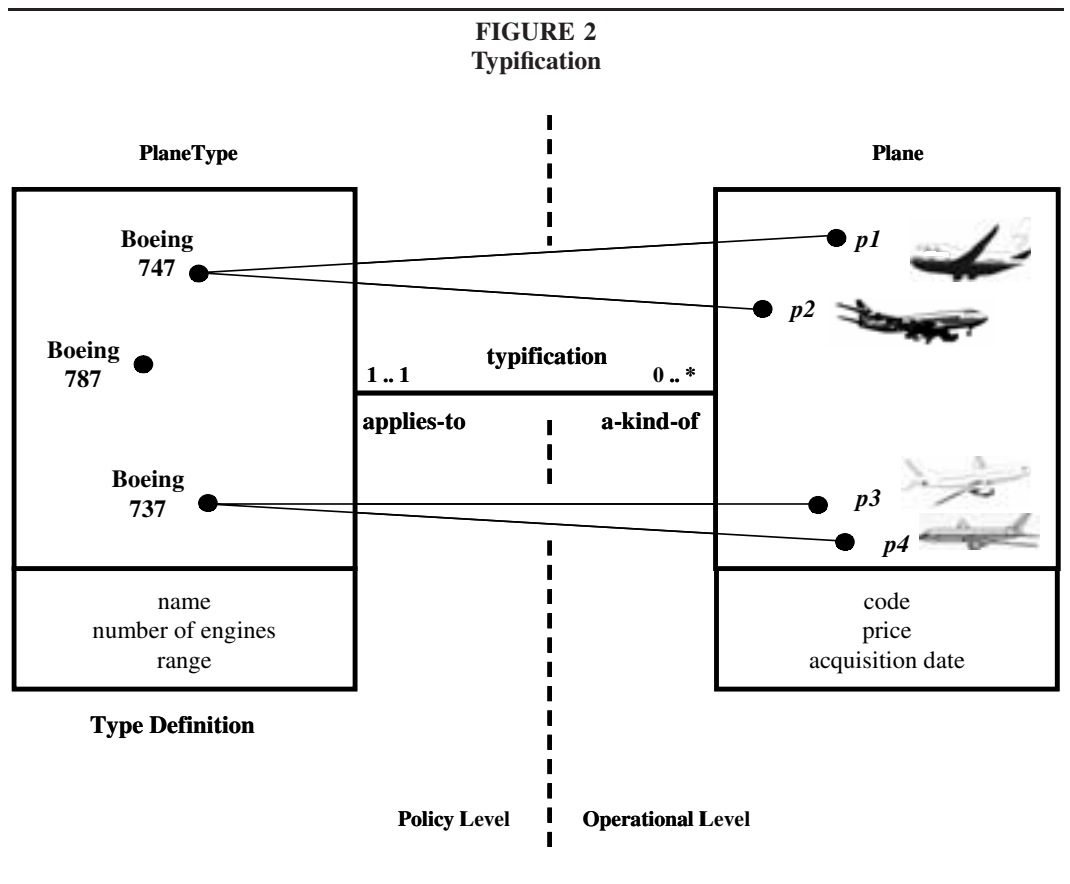 FIGURE 2
Typification
PlaneType
Plane
Boeing
747
p1
p2
Boeing
787
typification
1 .. 1
0 .. *
applies-to
a-kind-of
Boeing
737
p3
p4
name
number of engines
range
code
price
acquisition date
Type Definition
Policy Level
Operational Level